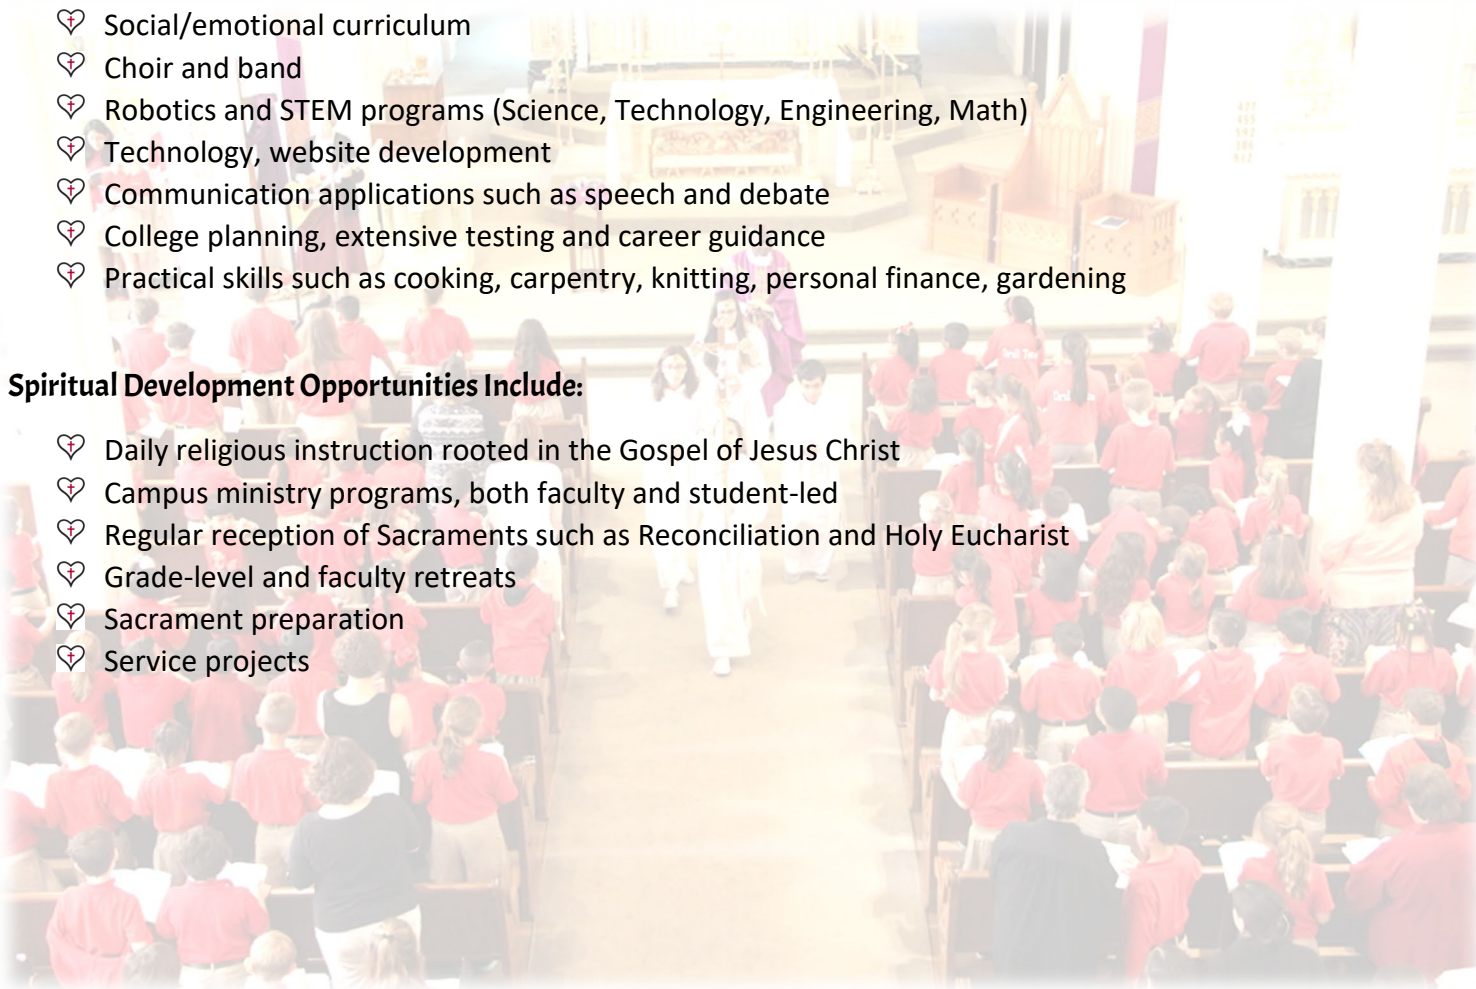 Social/emotional curriculum
Choir and band
Robotics and STEM programs (Science, Technology, Engineering, Math)
Technology, website development
Communication applications such as speech and debate
College planning, extensive testing and career guidance
Practical skills such as cooking, carpentry, knitting, personal finance, gardening
Spiritual Development Opportunities Include:
Daily religious instruction rooted in the Gospel of Jesus Christ
Campus ministry programs, both faculty and student-led
Regular reception of Sacraments such as Reconciliation and Holy Eucharist
Grade-level and faculty retreats
Sacrament preparation
Service projects